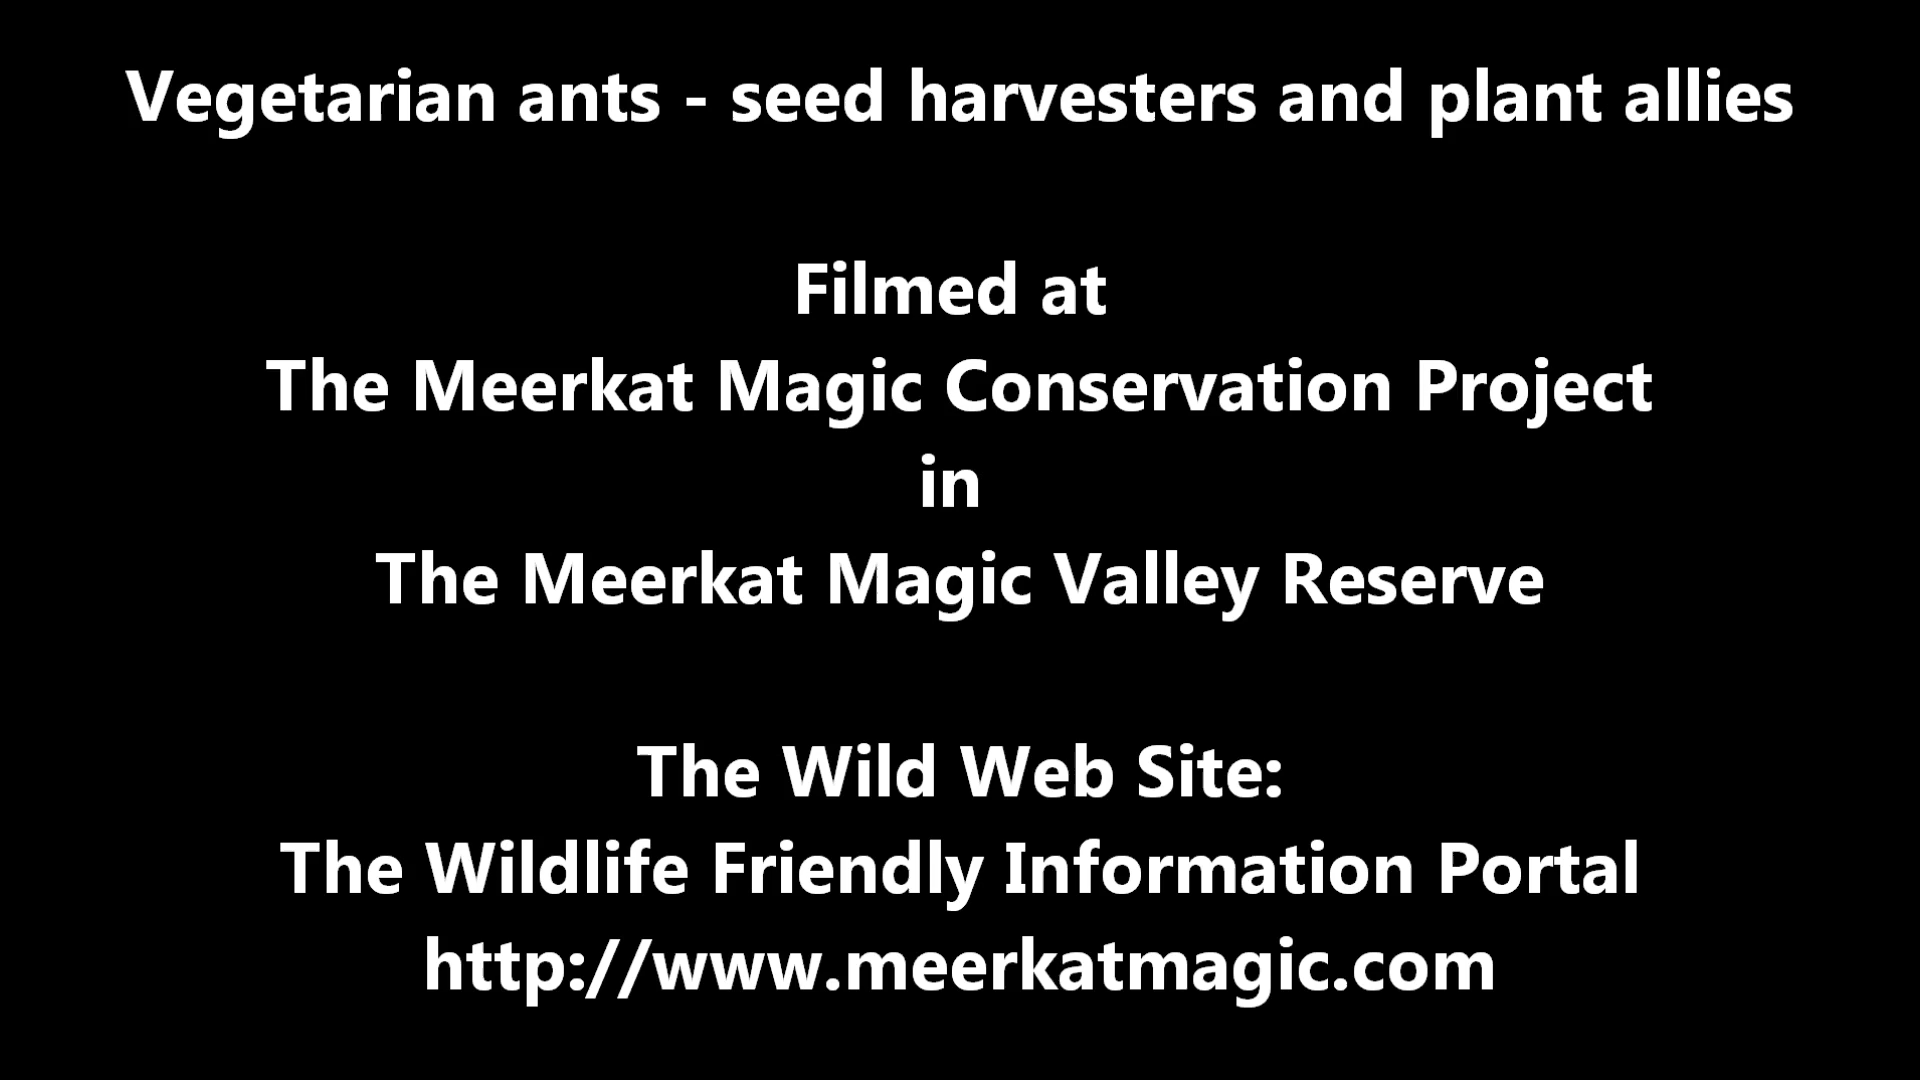 Vegetarian ants - seed harvesters and plant allies
Filmed at
The Meerkat Magic Conservation Project
in
The Meerkat Magic Valley Reserve
The Wild Web Site:
The Wildlife Friendly Information Portal
http://www.meerkatmagic.com